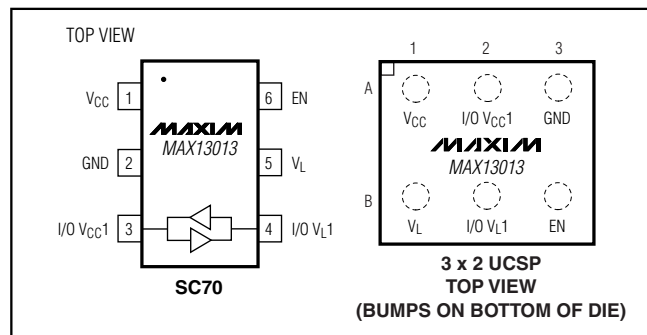 TOP VIEW
VCC 1
6 EN
MAXIM
MAX13013
GND 2
5 VL
I/O VCC1 3
4 I/O VL1
SC70
1 2 3
A
VCC I/O VCC1 GND
MAXIM
MAX13013
B
VL I/O VL1 EN
3 x 2 UCSP
TOP VIEW
(BUMPS ON BOTTOM OF DIE)